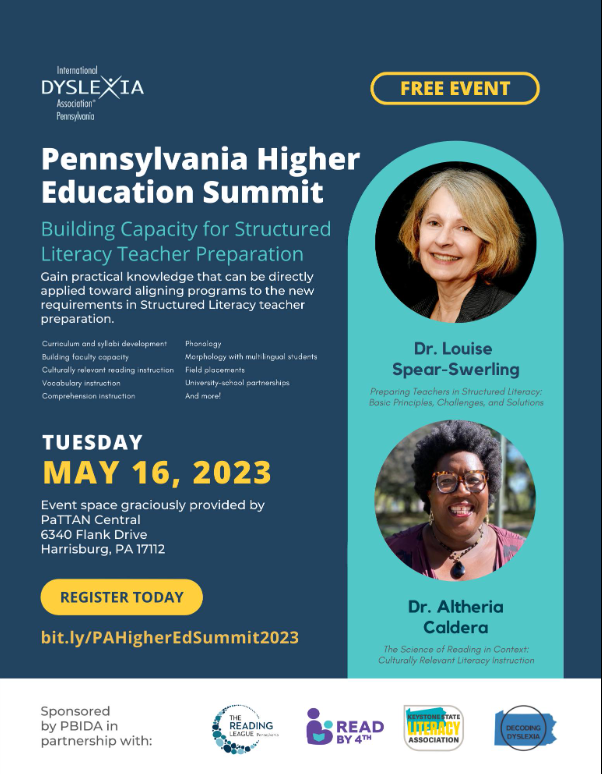 International
DYSLEXIA
Association
Pennsylvania
FREE EVENT
Pennsylvania Higher
Education Summit
Building Capacity for Structured
Literacy Teacher Preparation
Gain practical knowledge that can be directly
applied toward aligning programs to the new
requirements in Structured Literacy teacher
preparation.
Curriculum and syllabi development
Building faculty capacity
Culturally relevant reading instruction
Vocabulary instruction
Comprehension instruction
Phonology
Morphology with multilingual students
Field placements
University-school partnerships
And more!
Dr. Louise
Spear-Swerling
Preparing Teachers in Structured Literacy:
Basic Principles, Challenges, and Solutions
TUESDAY
MAY 16, 2023
Event space graciously provided by
PaTTAN Central
6340 Flank Drive
Harrisburg, PA 17112
REGISTER TODAY
bit.ly/PAHigherEdSummit2023
Dr. Altheria
Caldera
The Science of Reading in Context:
Culturally Relevant Literacy Instruction
Sponsored
by PBIDA in
partnership with:
THE
READING
LEAGUE Pennsylvania
READ
BY 4TH
KEYSTONE STATE
LITERACY
ASSOCIATION
DECODING
DYSLEXIA